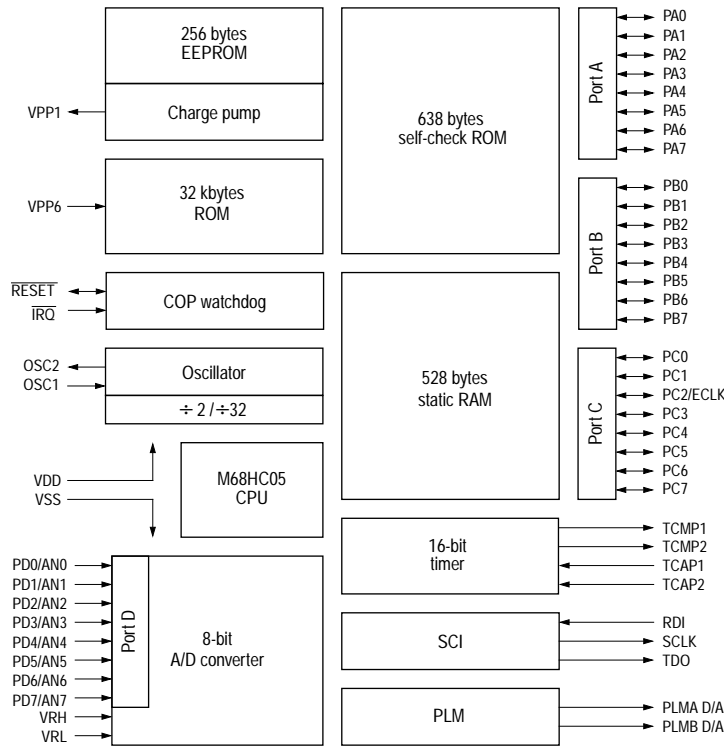 256 bytes
EEPROM
Charge pump
VPP1
32 kbytes
ROM
VPP6
COP watchdog
RESET
IRQ
Oscillator
÷ 2 / ÷32
OSC2
OSC1
M68HC05
CPU
VDD
VSS
8-bit
A/D converter
Port D
PD0/AN0
PD1/AN1
PD2/AN2
PD3/AN3
PD4/AN4
PD5/AN5
PD6/AN6
PD7/AN7
VRH
VRL
638 bytes
self-check ROM
528 bytes
static RAM
Port A
PA0
PA1
PA2
PA3
PA4
PA5
PA6
PA7
Port B
PB0
PB1
PB2
PB3
PB4
PB5
PB6
PB7
Port C
PC0
PC1
PC2/ECLK
PC3
PC4
PC5
PC6
PC7
16-bit
timer
TCMP1
TCMP2
TCAP1
TCAP2
SCI
RDI
SCLK
TDO
PLM
PLMA D/A
PLMB D/A